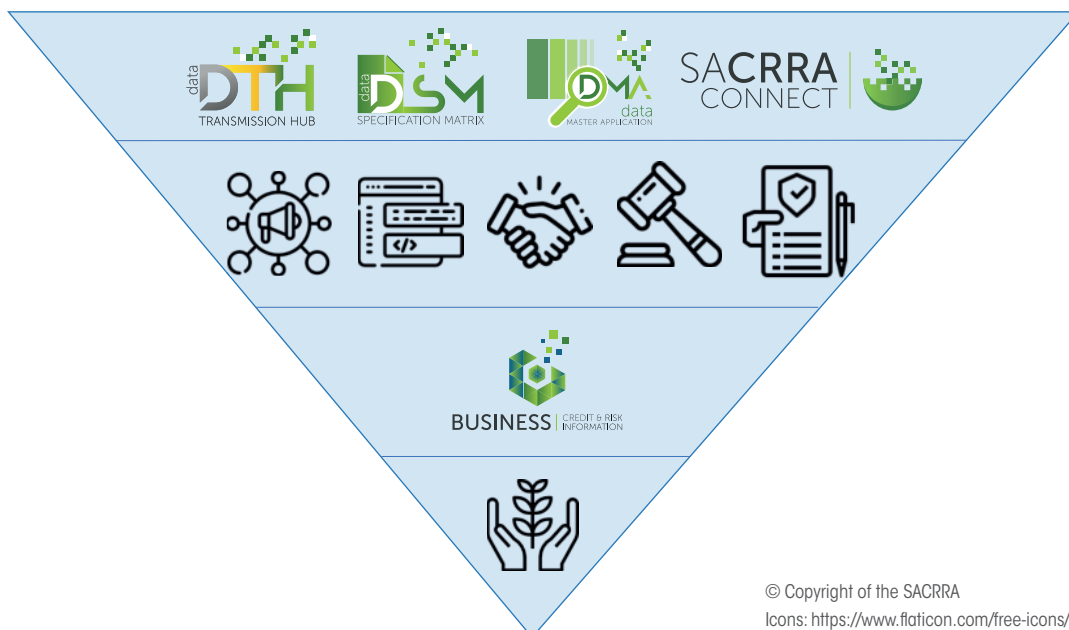 data
DTH
TRANSMISSION HUB
data
DSM
SPECIFICATION MATRIX
DMA
data
MASTER APPLICATION
SACRRA
CONNECT
</>
BUSINESS
CREDIT & RISK
INFORMATION
© Copyright of the SACRRA
Icons: https://www.flaticon.com/free-icons/